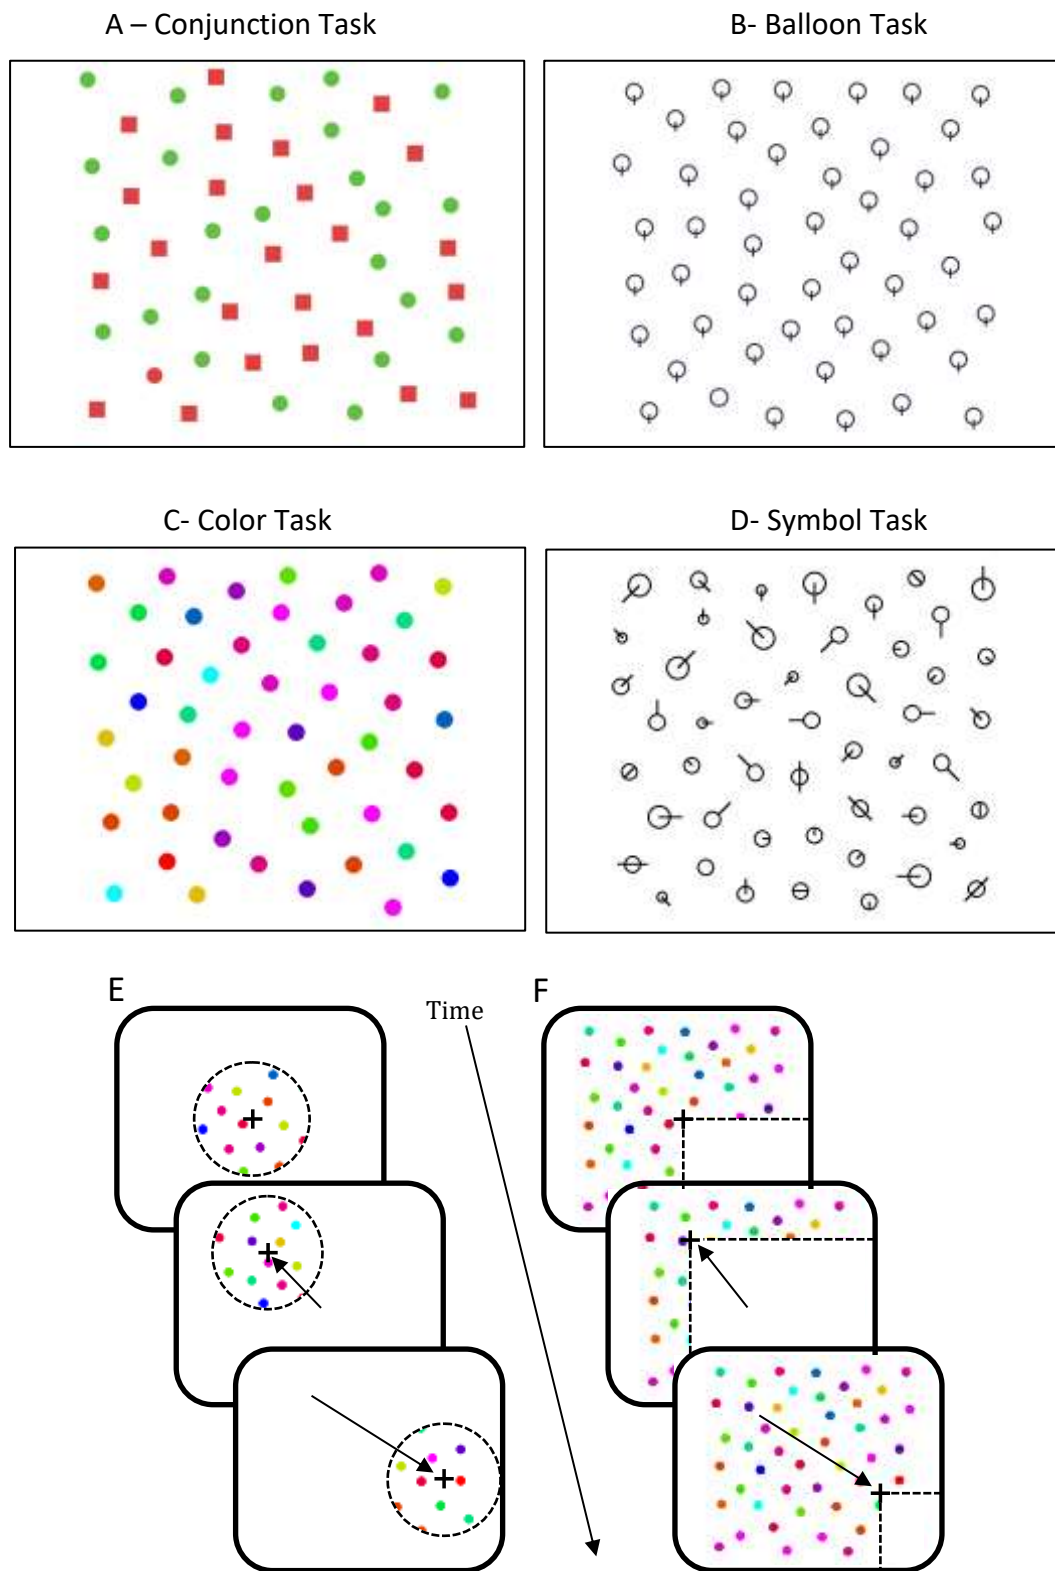 A – Conjunction Task
B- Balloon Task
C- Color Task
D- Symbol Task
E
Time
F